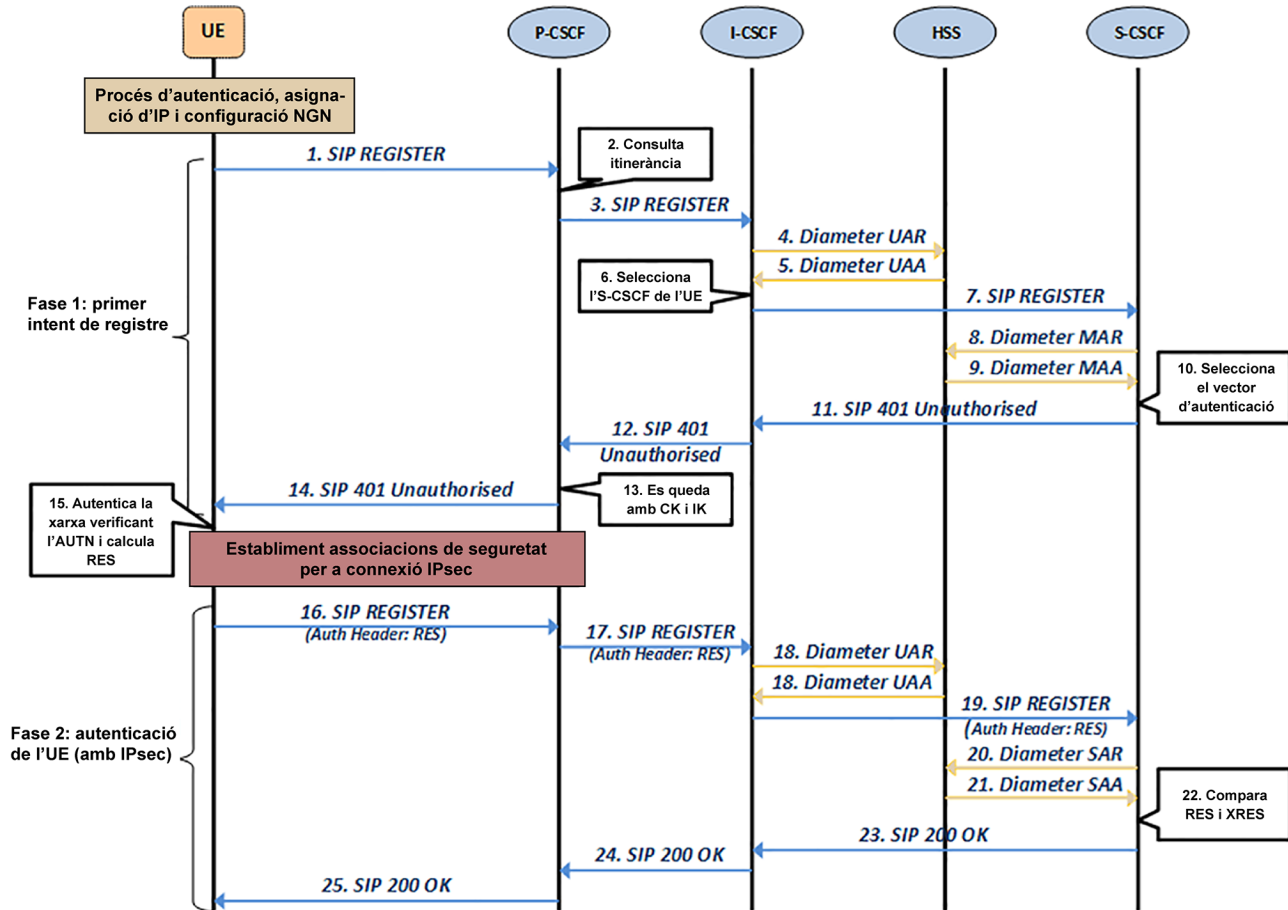 UE
P-CSCF
I-CSCF
HSS
S-CSCF
Procés d’autenticació, asigna-
ció d’IP i configuració NGN
1. SIP REGISTER
2. Consulta
itinerància
3. SIP REGISTER
4. Diameter UAR
5. Diameter UAA
6. Selecciona
l’S-CSCF de l’UE
7. SIP REGISTER
Fase 1: primer
intent de registre
8. Diameter MAR
9. Diameter MAA
10. Selecciona
el vector
d’autenticació
11. SIP 401 Unauthorised
12. SIP 401
Unauthorised
13. Es queda
amb CK i IK
14. SIP 401 Unauthorised
15. Autentica la
xarxa verificant
l’AUTN i calcula
RES
Establiment associacions de seguretat
per a connexió IPsec
16. SIP REGISTER
(Auth Header: RES)
17. SIP REGISTER
(Auth Header: RES)
18. Diameter UAR
18. Diameter UAA
19. SIP REGISTER
(Auth Header: RES)
Fase 2: autenticació
de l’UE (amb IPsec)
20. Diameter SAR
21. Diameter SAA
22. Compara
RES i XRES
23. SIP 200 OK
24. SIP 200 OK
25. SIP 200 OK